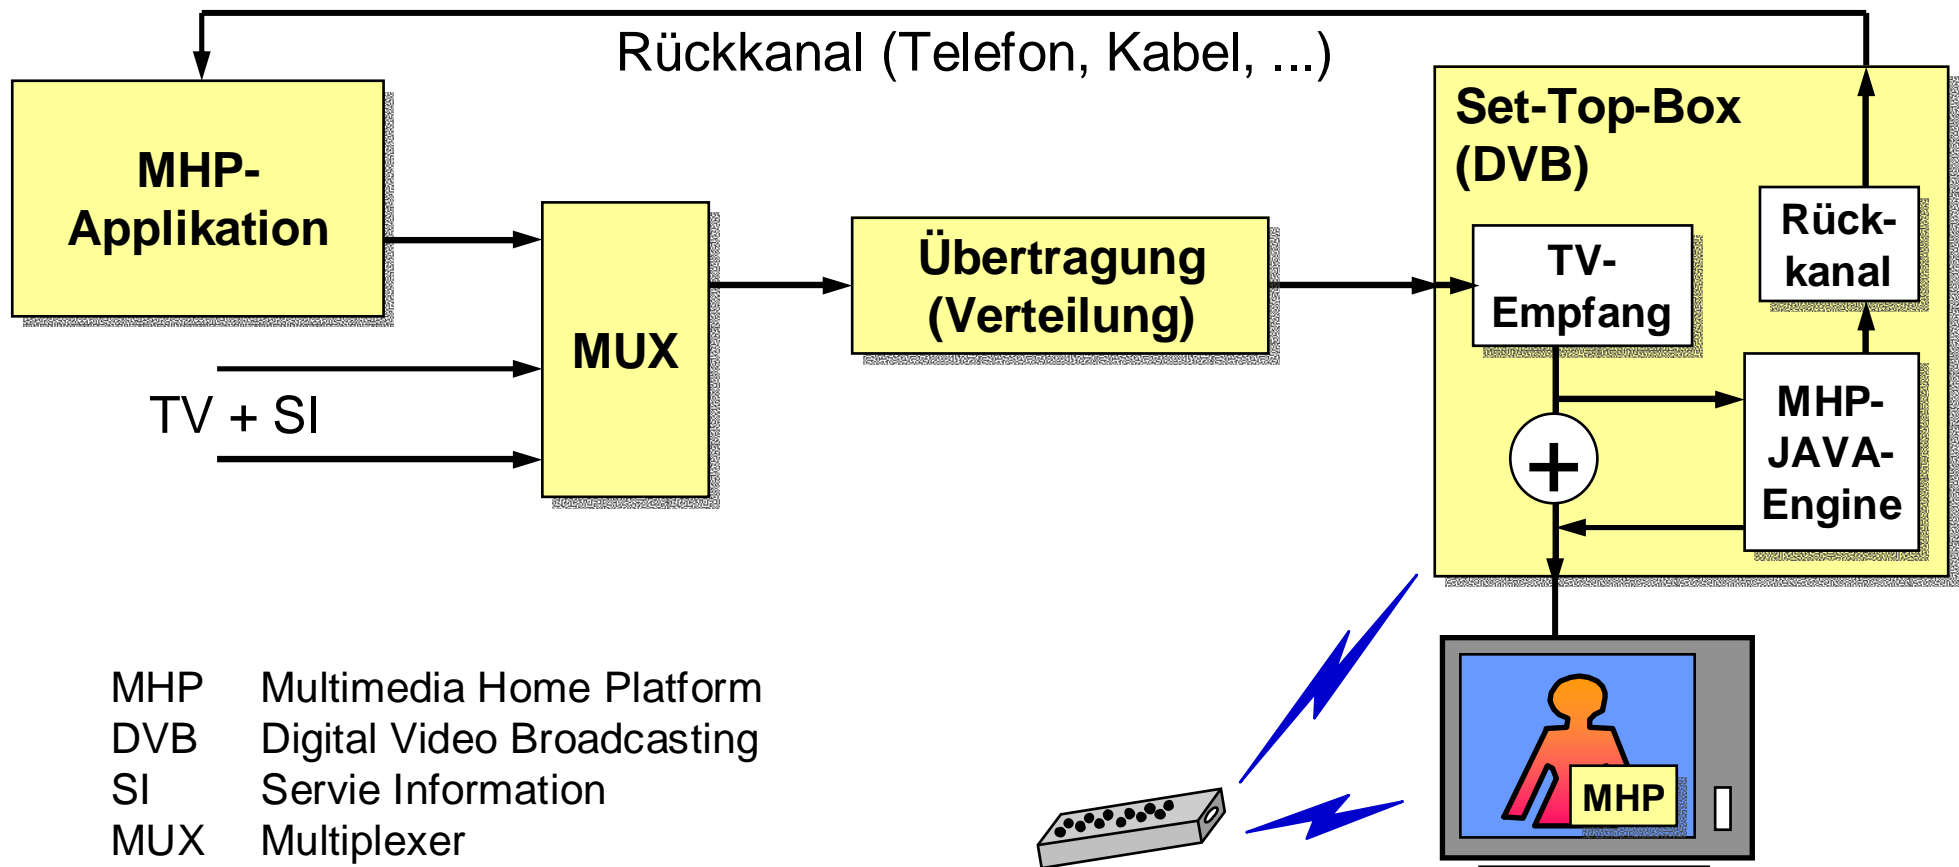 Rückkanal (Telefon, Kabel, ...)
MHP-
Applikation
MUX
TV + SI
Übertragung
(Verteilung)
Set-Top-Box
(DVB)
TV-
Empfang
Rück-
kanal
MHP-
JAVA-
Engine
+
MHP
MHP Multimedia Home Platform
DVB Digital Video Broadcasting
SI Servie Information
MUX Multiplexer